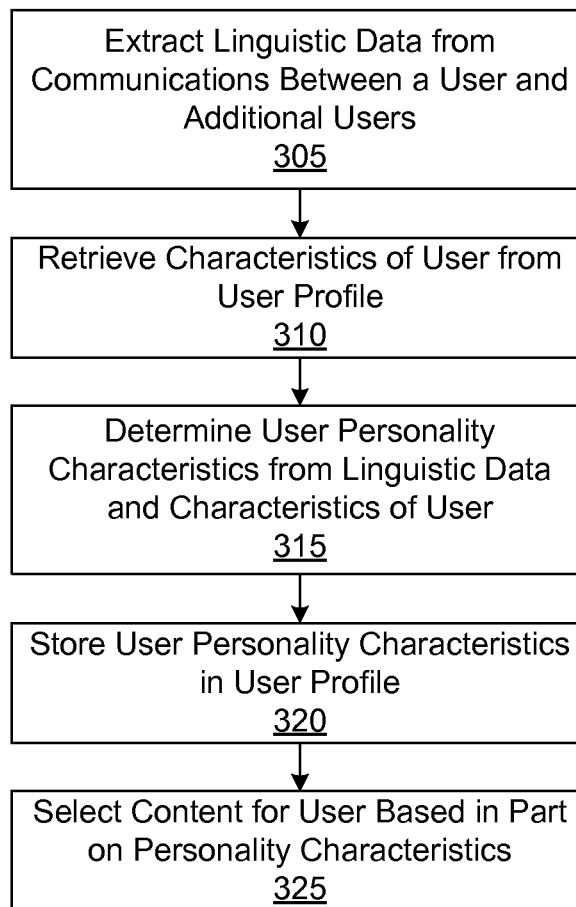 Extract Linguistic Data from
Communications Between a User and
Additional Users
305
Retrieve Characteristics of User from
User Profile
310
Determine User Personality
Characteristics from Linguistic Data
and Characteristics of User
315
Store User Personality Characteristics
in User Profile
320
Select Content for User Based in Part
on Personality Characteristics
325